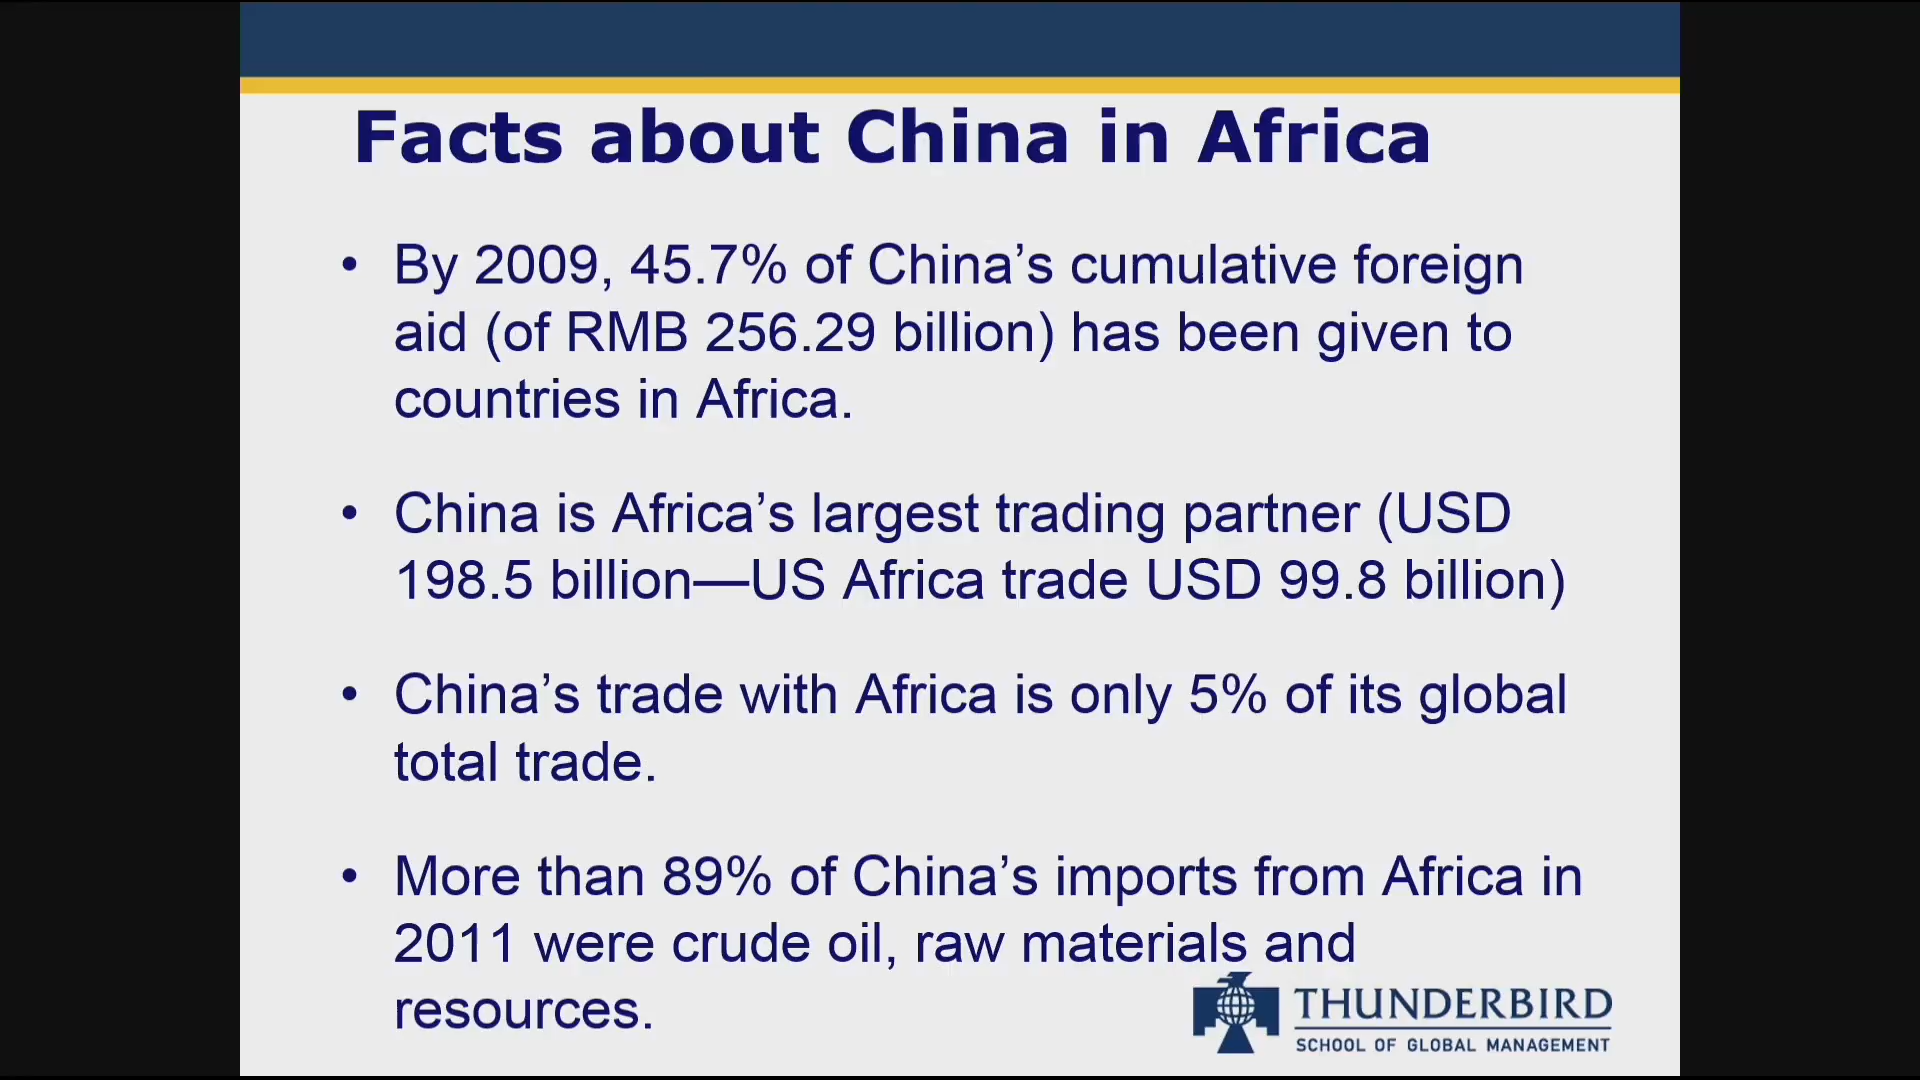 Facts about China in Africa
• By 2009, 45.7% of China’s cumulative foreign
aid (of RMB 256.29 billion) has been given to
countries in Africa.
• China is Africa’s largest trading partner (USD
198.5 billion—US Africa trade USD 99.8 billion)
• China’s trade with Africa is only 5% of its global
total trade.
• More than 89% of China’s imports from Africa in
2011 were crude oil, raw materials and
resources.
THUNDERBIRD
SCHOOL OF GLOBAL MANAGEMENT